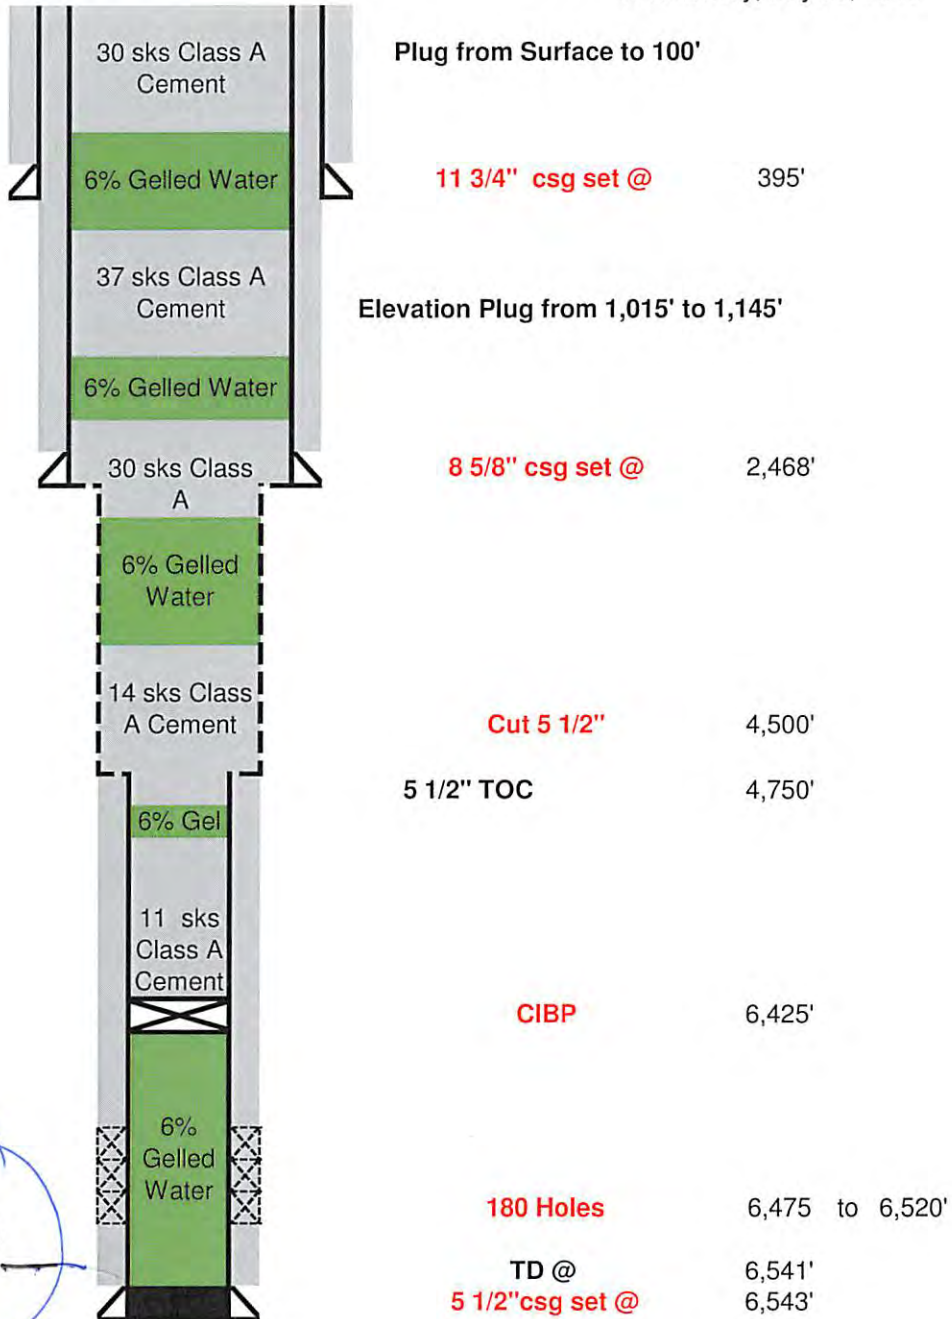 30 sks Class A
Cement
Plug from Surface to 100'
6% Gelled Water
11 3/4" csg set @ 395'
37 sks Class A
Cement
Elevation Plug from 1,015' to 1,145'
6% Gelled Water
30 sks Class
A
8 5/8" csg set @ 2,468'
6% Gelled
Water
14 sks Class
A Cement
Cut 5 1/2" 4,500'
5 1/2" TOC 4,750'
6% Gel
11 sks
Class A
Cement
CIBP 6,425'
6%
Gelled
Water
180 Holes 6,475 to 6,520'
TD @ 6,541'
5 1/2"csg set @ 6,543'